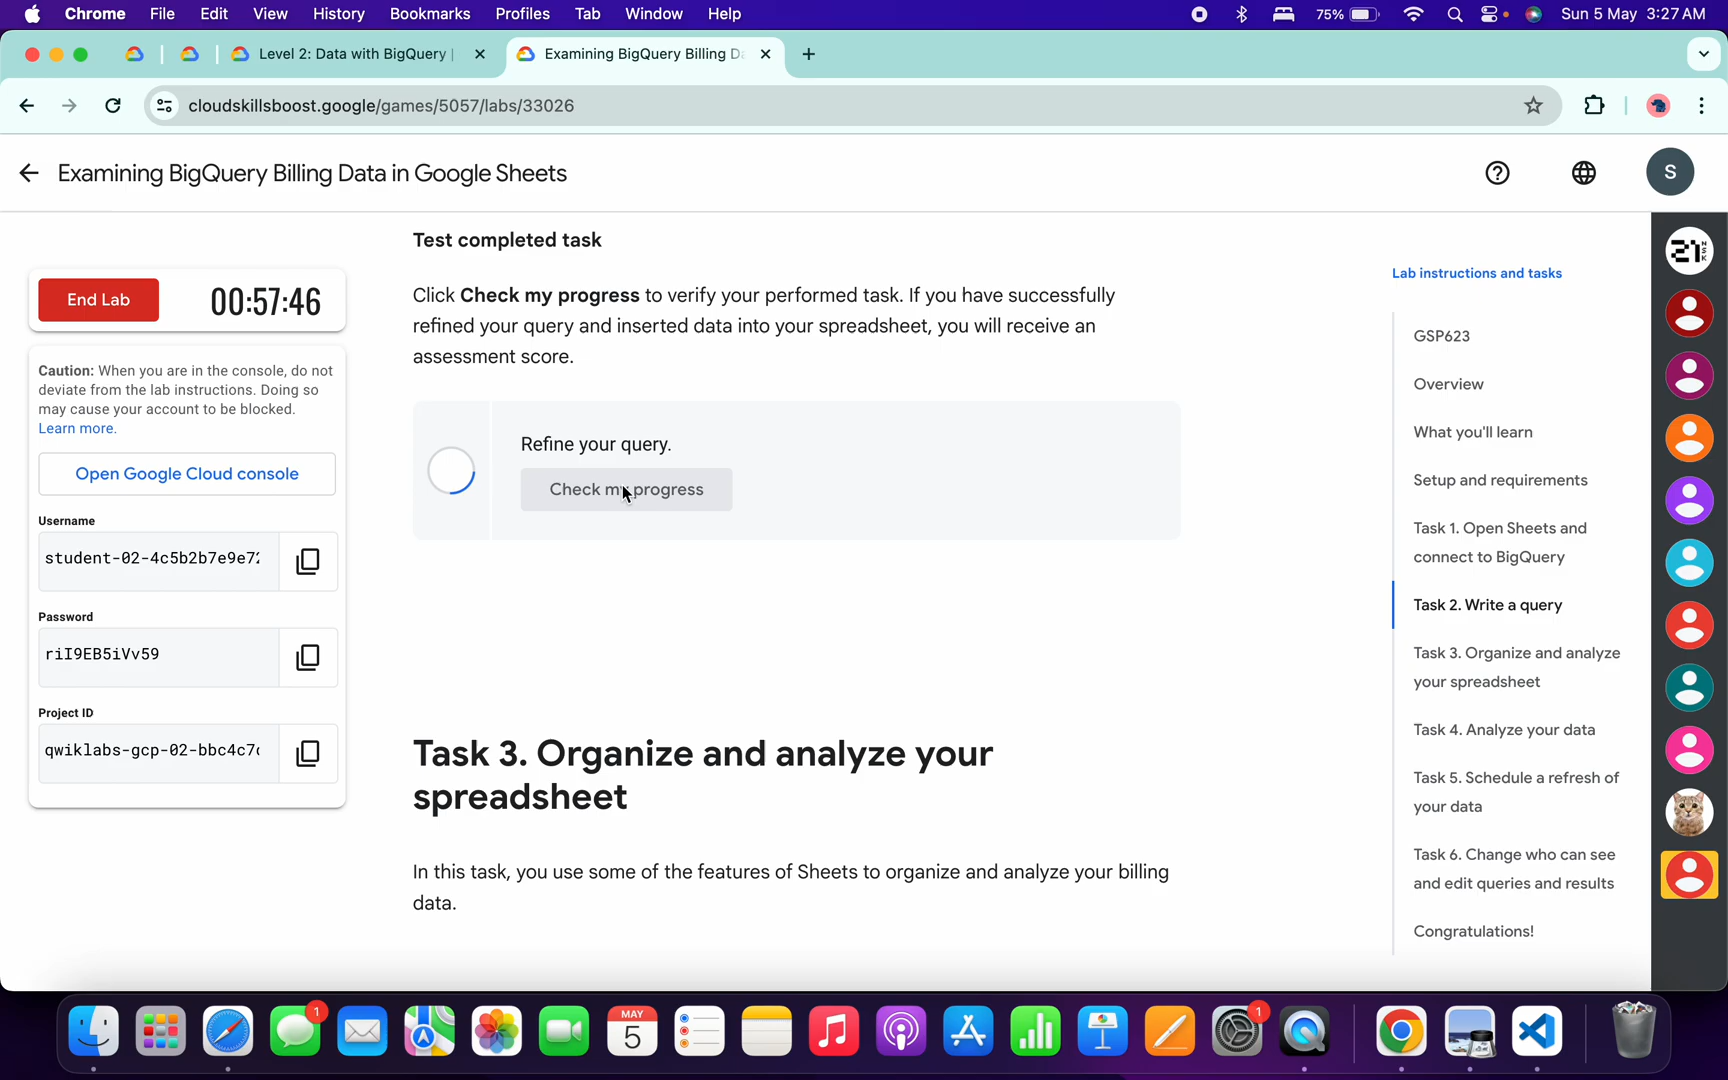 Chrome File Edit View History Bookmarks Profiles Tab Window Help 75% Sun 5 May 3:27 AM
Level 2: Data with BigQuery |
Examining BigQuery Billing Da
cloudskillsboost.google/games/5057/labs/33026
Examining BigQuery Billing Data in Google Sheets
S
End Lab
00:57:46
Caution: When you are in the console, do not
deviate from the lab instructions. Doing so
may cause your account to be blocked.
Learn more.
Open Google Cloud console
Username
student-02-4c5b2b7e9e72
Password
riI9EB5iVv59
Project ID
qwiklabs-gcp-02-bbc4c7
Test completed task
Click Check my progress to verify your performed task. If you have successfully
refined your query and inserted data into your spreadsheet, you will receive an
assessment score.
Refine your query.
Check my progress
Task 3. Organize and analyze your
spreadsheet
In this task, you use some of the features of Sheets to organize and analyze your billing
data.
Lab instructions and tasks
GSP623
Overview
What you'll learn
Setup and requirements
Task 1. Open Sheets and
connect to BigQuery
Task 2. Write a query
Task 3. Organize and analyze
your spreadsheet
Task 4. Analyze your data
Task 5. Schedule a refresh of
your data
Task 6. Change who can see
and edit queries and results
Congratulations!
1
MAY
5
1